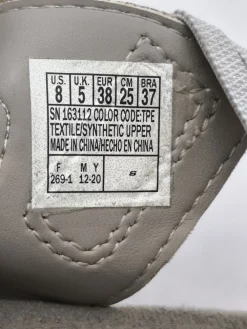 U.S. U.K. EUR CM BRA
8 5 38 25 37
SN 163112 COLOR CODE:TPE
TEXTILE/SYNTHETIC UPPER
MADE IN CHINA/HECHO EN CHINA
F M Y
269-1 12-20